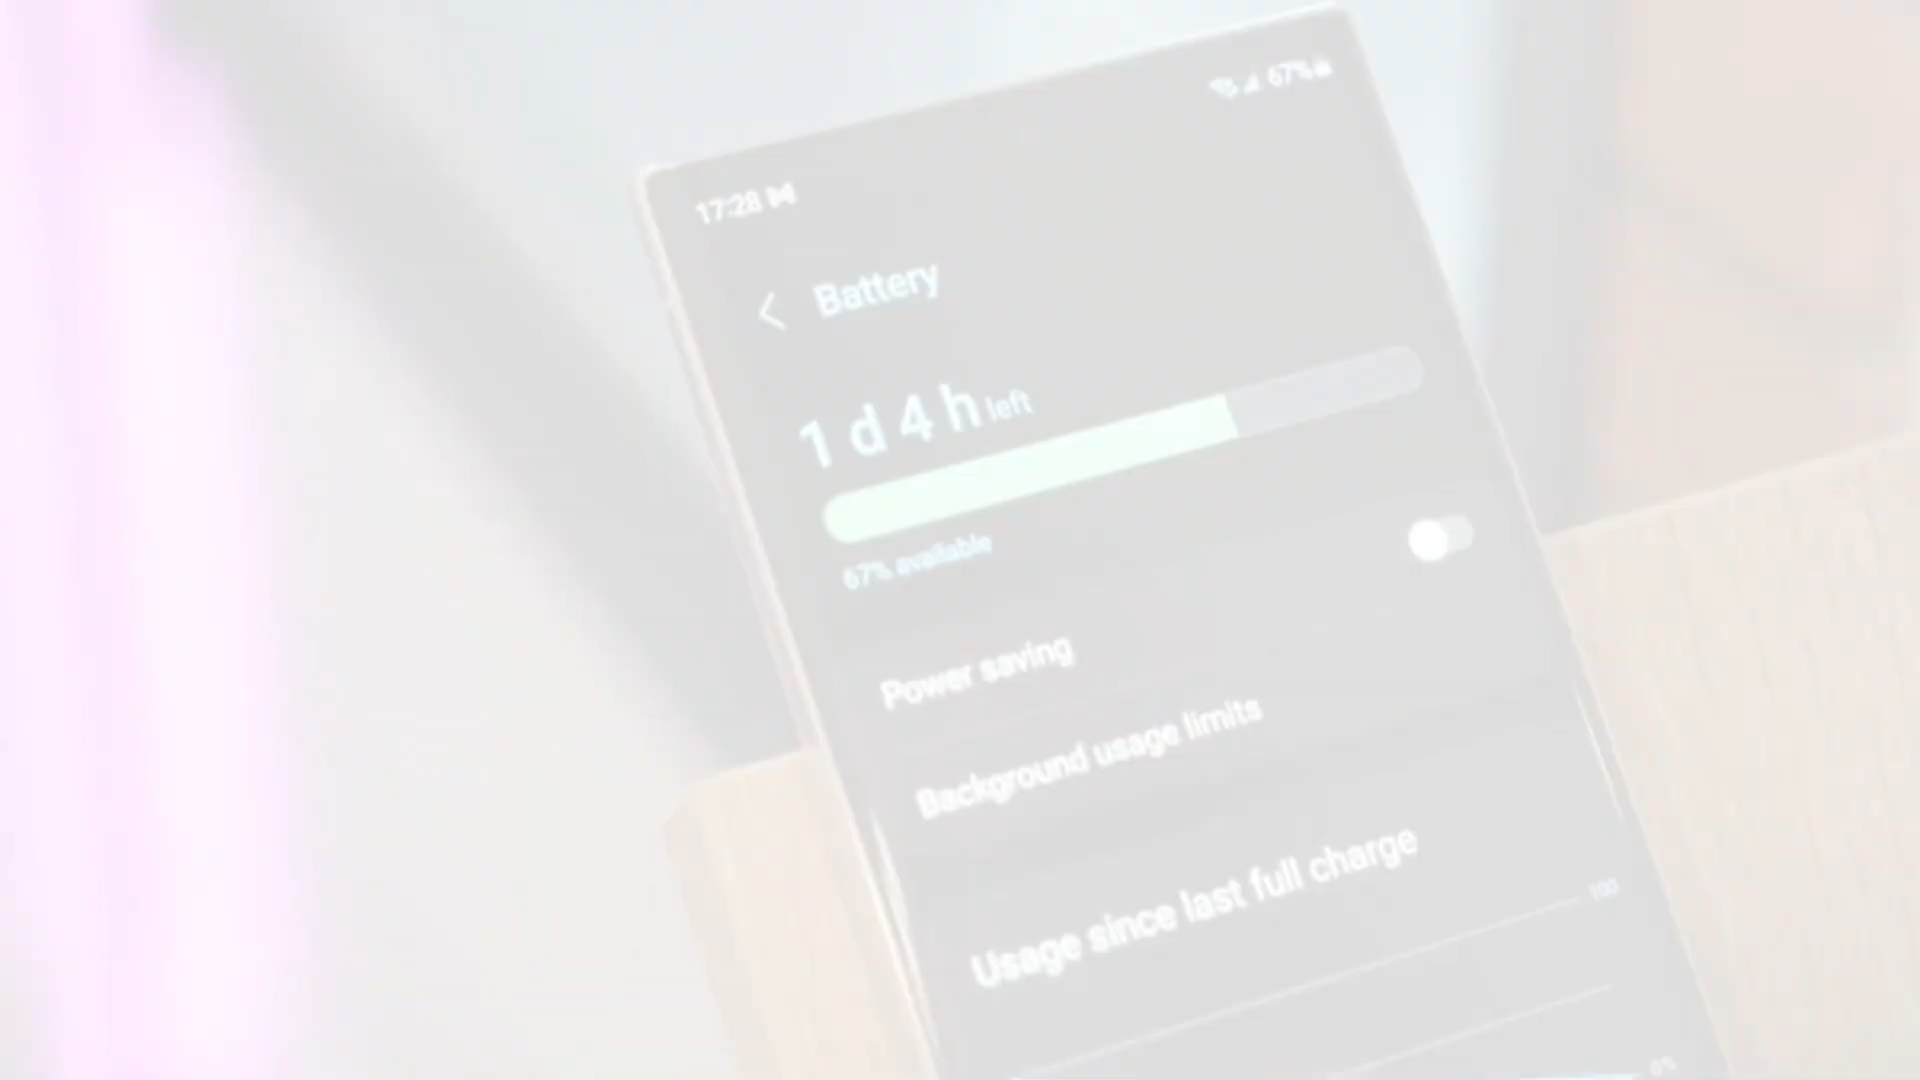 17:28
67%
Battery
1 d 4 h left
67% available
Power saving
Background usage limits
Usage since last full charge
100
0%